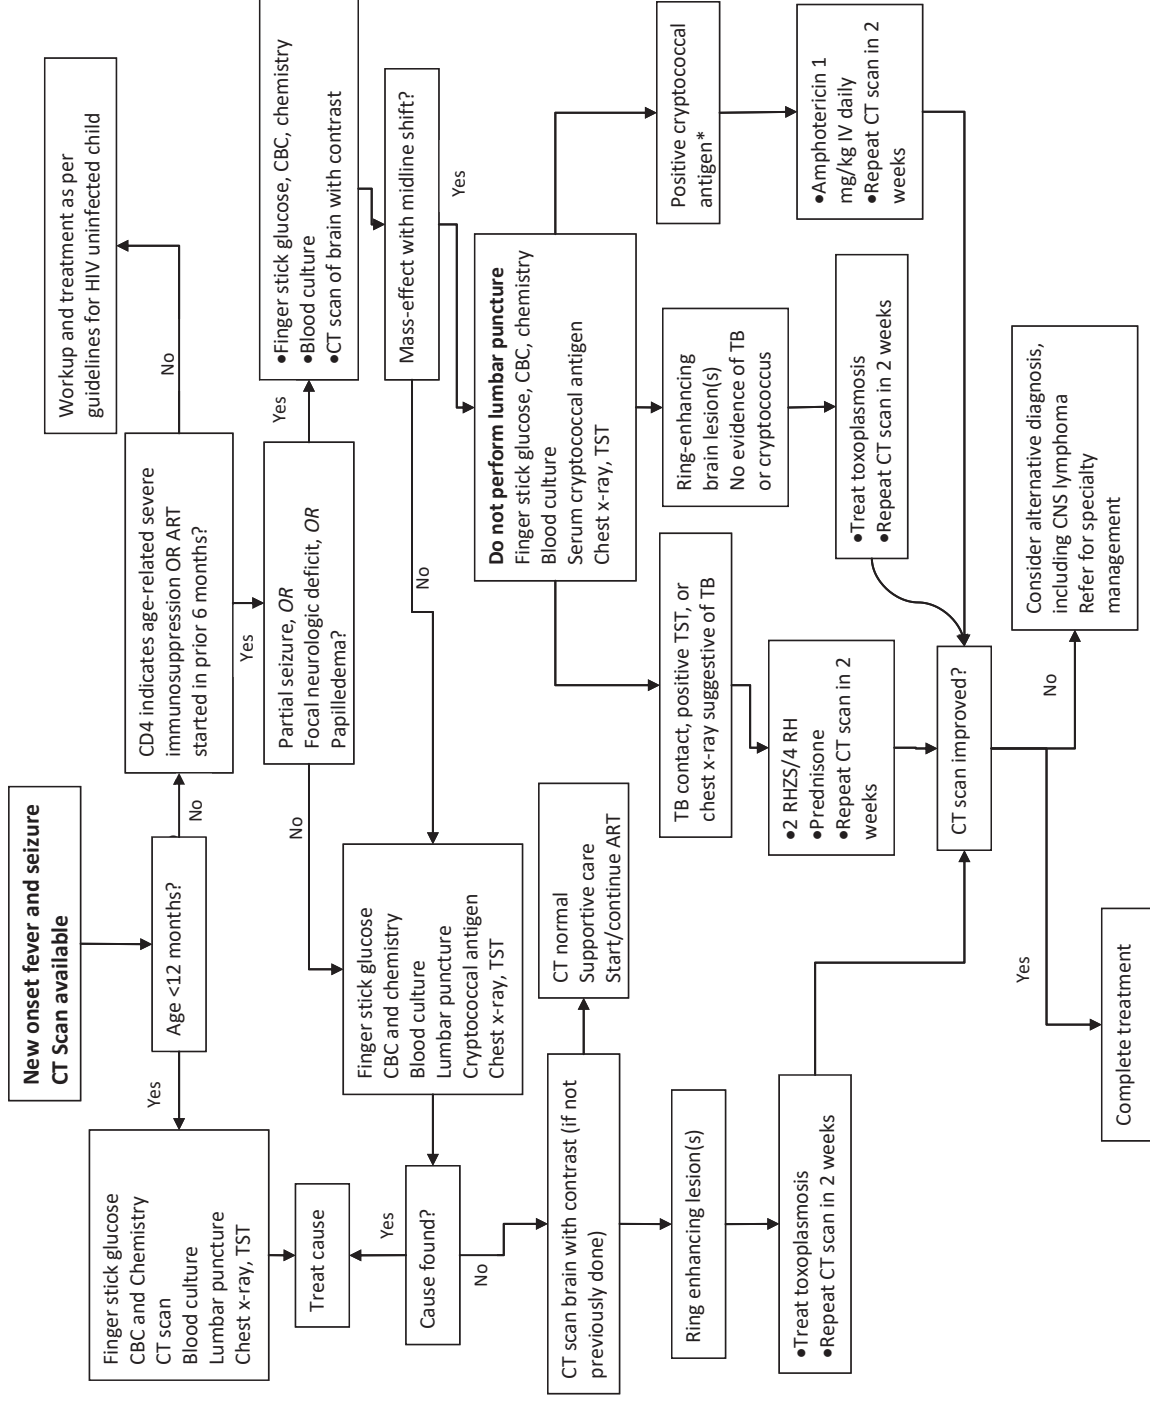 New onset fever and seizure
CT Scan available
Age <12 months?
Yes
No
Finger stick glucose
CBC and Chemistry
CT scan
Blood culture
Lumbar puncture
Chest x-ray, TST
Treat cause
CD4 indicates age-related severe
immunosuppression OR ART
started in prior 6 months?
No
Workup and treatment as per
guidelines for HIV uninfected child
Yes
Partial seizure, OR
Focal neurologic deficit, OR
Papilledema?
Yes
No
•Finger stick glucose, CBC, chemistry
•Blood culture
•CT scan of brain with contrast
Mass-effect with midline shift?
Yes
No
Finger stick glucose
CBC and chemistry
Blood culture
Lumbar puncture
Cryptococcal antigen
Chest x-ray, TST
Cause found?
Yes
No
Do not perform lumbar puncture
Finger stick glucose, CBC, chemistry
Blood culture
Serum cryptococcal antigen
Chest x-ray, TST
CT scan brain with contrast (if not
previously done)
CT normal
Supportive care
Start/continue ART
Ring enhancing lesion(s)
•Treat toxoplasmosis
•Repeat CT scan in 2 weeks
TB contact, positive TST, or
chest x-ray suggestive of TB
•2 RHZS/4 RH
•Prednisone
•Repeat CT scan in 2
weeks
Ring-enhancing
brain lesion(s)
No evidence of TB
or cryptococcus
•Treat toxoplasmosis
•Repeat CT scan in 2 weeks
Positive cryptococcal
antigen*
•Amphotericin 1
mg/kg IV daily
•Repeat CT scan in 2
weeks
CT scan improved?
Yes
No
Complete treatment
Consider alternative diagnosis,
including CNS lymphoma
Refer for specialty
management